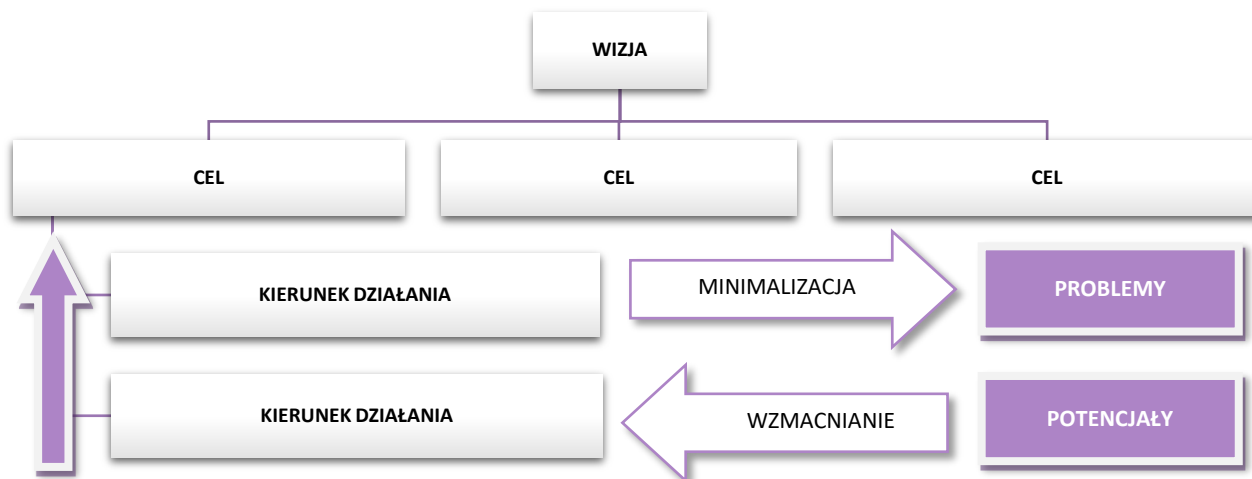 WIZJA
CEL
CEL
CEL
KIERUNEK DZIAŁANIA
MINIMALIZACJA
PROBLEMY
KIERUNEK DZIAŁANIA
WZMACNIANIE
POTENCJAŁY